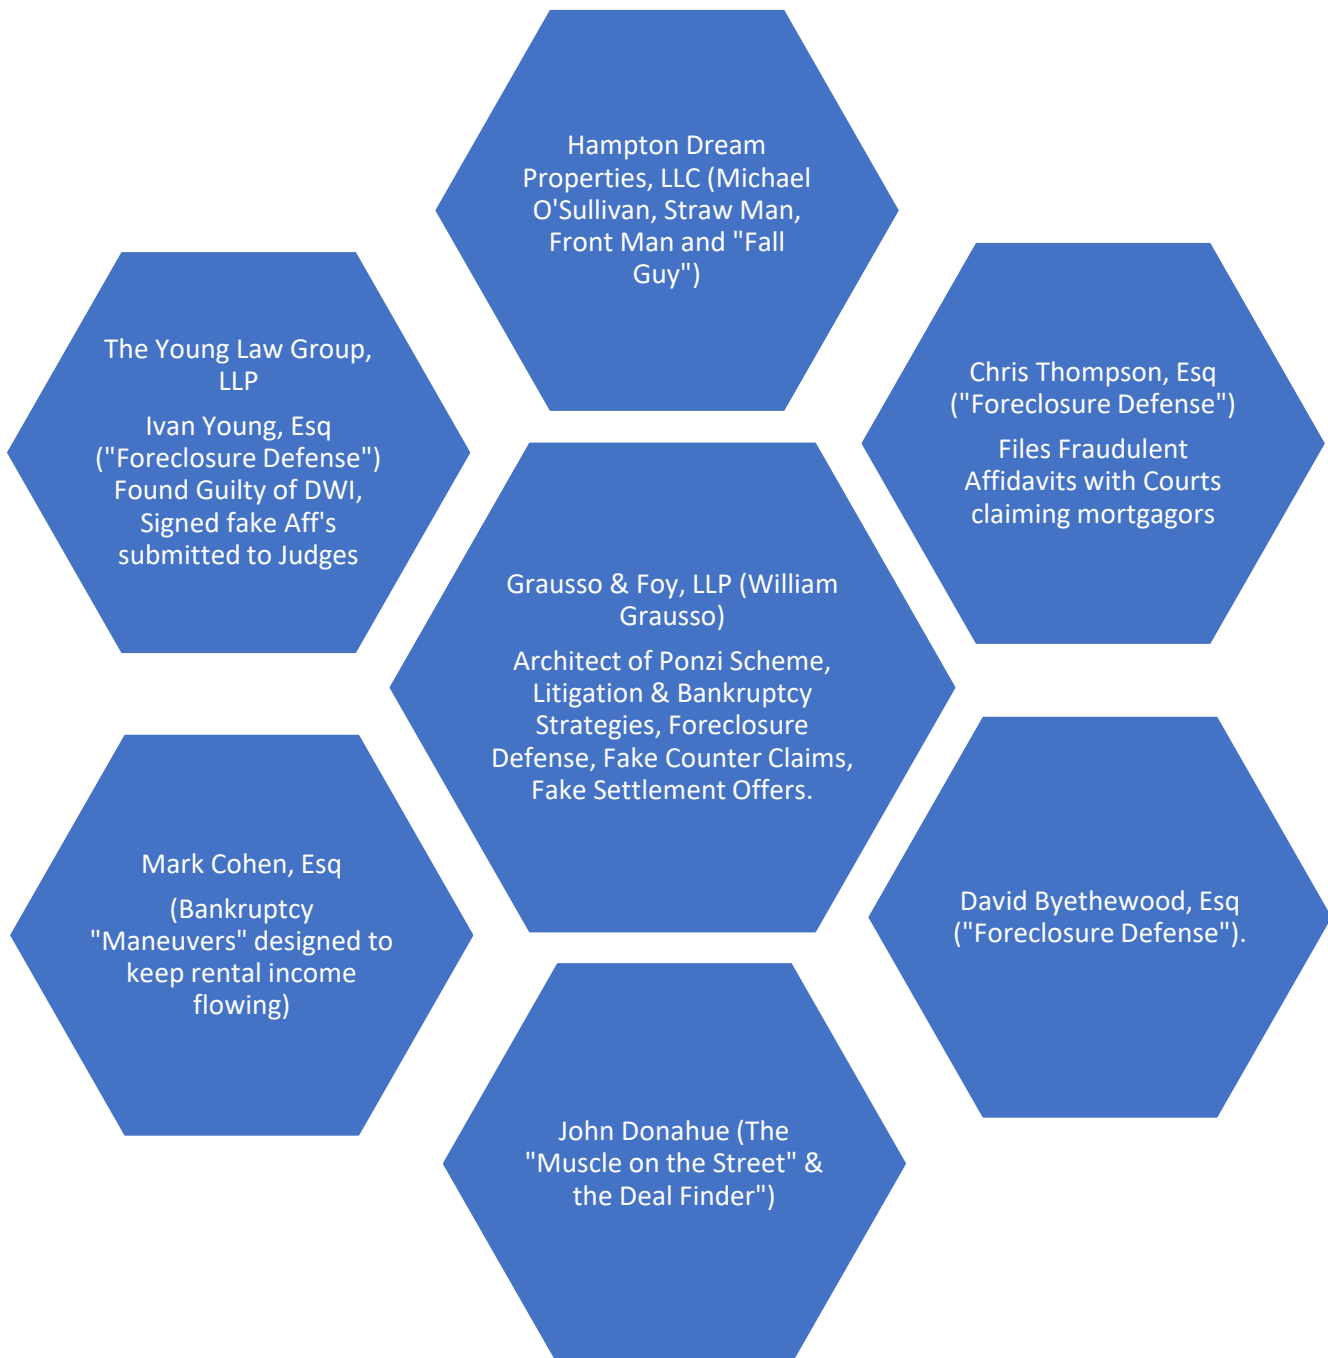 Hampton Dream
Properties, LLC (Michael
O'Sullivan, Straw Man,
Front Man and "Fall
Guy")
The Young Law Group,
LLP
Ivan Young, Esq
("Foreclosure Defense")
Found Guilty of DWI,
Signed fake Aff's
submitted to Judges
Chris Thompson, Esq
("Foreclosure Defense")
Files Fraudulent
Affidavits with Courts
claiming mortgagors
Grausso & Foy, LLP (William
Grausso)
Architect of Ponzi Scheme,
Litigation & Bankruptcy
Strategies, Foreclosure
Defense, Fake Counter Claims,
Fake Settlement Offers.
Mark Cohen, Esq
(Bankruptcy
"Maneuvers" designed to
keep rental income
flowing)
David Byethewood, Esq
("Foreclosure Defense").
John Donahue (The
"Muscle on the Street" &
the Deal Finder")